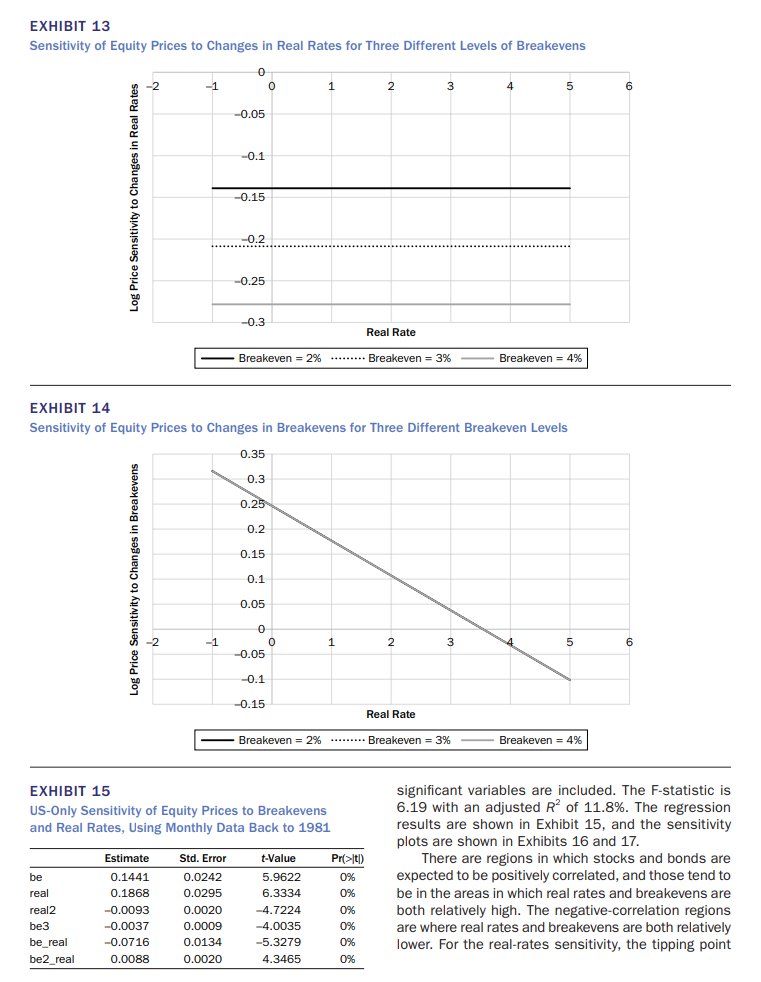 EXHIBIT 13
Sensitivity of Equity Prices to Changes in Real Rates for Three Different Levels of Breakevens
Log Price Sensitivity to Changes in Real Rates
0
–2 –1 0 1 2 3 4 5 6
–0.05
–0.1
–0.15
–0.2
–0.25
–0.3
Real Rate
Breakeven = 2% Breakeven = 3% Breakeven = 4%
EXHIBIT 14
Sensitivity of Equity Prices to Changes in Breakevens for Three Different Breakeven Levels
Log Price Sensitivity to Changes in Breakevens
0.35
0.3
0.25
0.2
0.15
0.1
0.05
0
–2 –1 0 1 2 3 4 5 6
–0.05
–0.1
–0.15
Real Rate
Breakeven = 2% Breakeven = 3% Breakeven = 4%
EXHIBIT 15
US-Only Sensitivity of Equity Prices to Breakevens
and Real Rates, Using Monthly Data Back to 1981
Estimate Std. Error t-Value Pr(>|t|)
be 0.1441 0.0242 5.9622 0%
real 0.1868 0.0295 6.3334 0%
real2 –0.0093 0.0020 –4.7224 0%
be3 –0.0037 0.0009 –4.0035 0%
be_real –0.0716 0.0134 –5.3279 0%
be2_real 0.0088 0.0020 4.3465 0%
significant variables are included. The F-statistic is
6.19 with an adjusted R² of 11.8%. The regression
results are shown in Exhibit 15, and the sensitivity
plots are shown in Exhibits 16 and 17.
There are regions in which stocks and bonds are
expected to be positively correlated, and those tend to
be in the areas in which real rates and breakevens are
both relatively high. The negative-correlation regions
are where real rates and breakevens are both relatively
lower. For the real-rates sensitivity, the tipping point